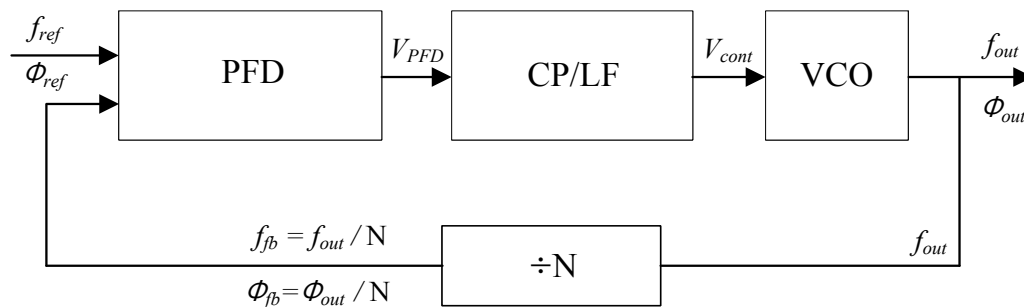 f_ref
Φ_ref
PFD
V_PFD
CP/LF
V_cont
VCO
f_out
Φ_out
f_fb = f_out / N
Φ_fb= Φ_out / N
÷N
f_out